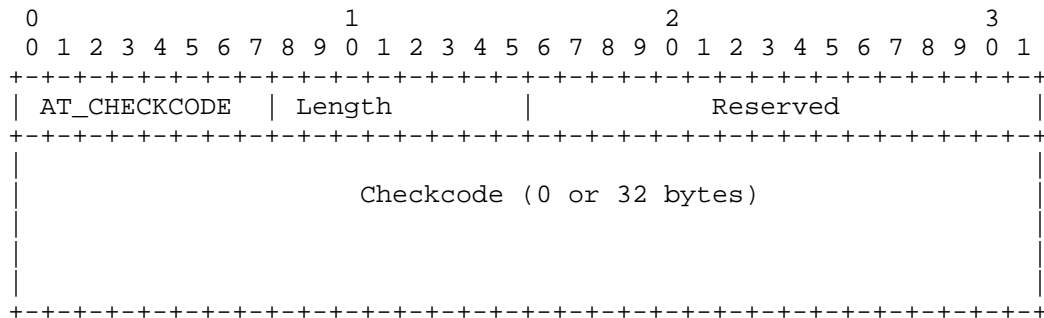 0                   1                   2                   3
 0 1 2 3 4 5 6 7 8 9 0 1 2 3 4 5 6 7 8 9 0 1 2 3 4 5 6 7 8 9 0 1
+-+-+-+-+-+-+-+-+-+-+-+-+-+-+-+-+-+-+-+-+-+-+-+-+-+-+-+-+-+-+-+-+
| AT_CHECKCODE  | Length        |           Reserved            |
+-+-+-+-+-+-+-+-+-+-+-+-+-+-+-+-+-+-+-+-+-+-+-+-+-+-+-+-+-+-+-+-+
|                                                               |
|                     Checkcode (0 or 32 bytes)                 |
|                                                               |
|                                                               |
|                                                               |
+-+-+-+-+-+-+-+-+-+-+-+-+-+-+-+-+-+-+-+-+-+-+-+-+-+-+-+-+-+-+-+-+